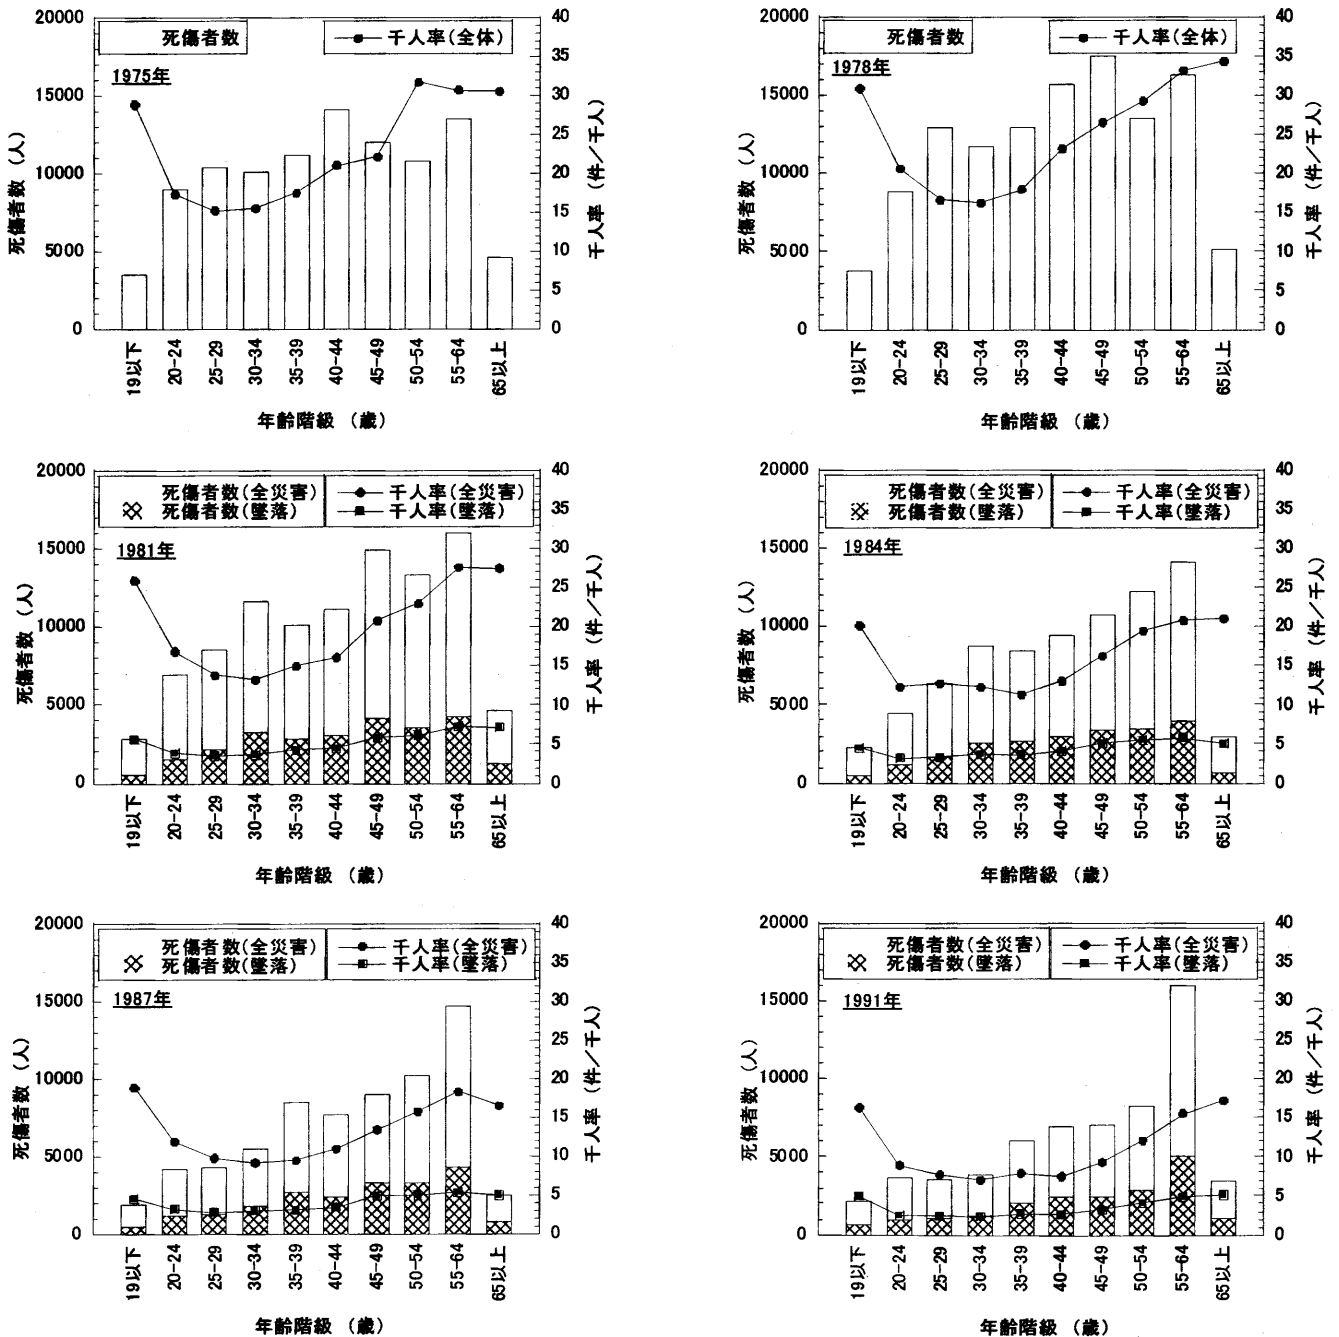 死傷者数
千人率(全体)
1975年
死傷者数 (人)
20000
15000
10000
5000
0
40
35
30
25
20
15
10
5
0
千人率 (件/千人)
19以下
20-24
25-29
30-34
35-39
40-44
45-49
50-54
55-64
65以上
年齢階級 (歳)
死傷者数
千人率(全体)
1978年
死傷者数 (人)
20000
15000
10000
5000
0
40
35
30
25
20
15
10
5
0
千人率 (件/千人)
19以下
20-24
25-29
30-34
35-39
40-44
45-49
50-54
55-64
65以上
年齢階級 (歳)
死傷者数(全災害)
死傷者数(墜落)
千人率(全災害)
千人率(墜落)
1981年
死傷者数 (人)
20000
15000
10000
5000
0
40
35
30
25
20
15
10
5
0
千人率 (件/千人)
19以下
20-24
25-29
30-34
35-39
40-44
45-49
50-54
55-64
65以上
年齢階級 (歳)
死傷者数(全災害)
死傷者数(墜落)
千人率(全災害)
千人率(墜落)
1984年
死傷者数 (人)
20000
15000
10000
5000
0
40
35
30
25
20
15
10
5
0
千人率 (件/千人)
19以下
20-24
25-29
30-34
35-39
40-44
45-49
50-54
55-64
65以上
年齢階級 (歳)
死傷者数(全災害)
死傷者数(墜落)
千人率(全災害)
千人率(墜落)
1987年
死傷者数 (人)
20000
15000
10000
5000
0
40
35
30
25
20
15
10
5
0
千人率 (件/千人)
19以下
20-24
25-29
30-34
35-39
40-44
45-49
50-54
55-64
65以上
年齢階級 (歳)
死傷者数(全災害)
死傷者数(墜落)
千人率(全災害)
千人率(墜落)
1991年
死傷者数 (人)
20000
15000
10000
5000
0
40
35
30
25
20
15
10
5
0
千人率 (件/千人)
19以下
20-24
25-29
30-34
35-39
40-44
45-49
50-54
55-64
65以上
年齢階級 (歳)